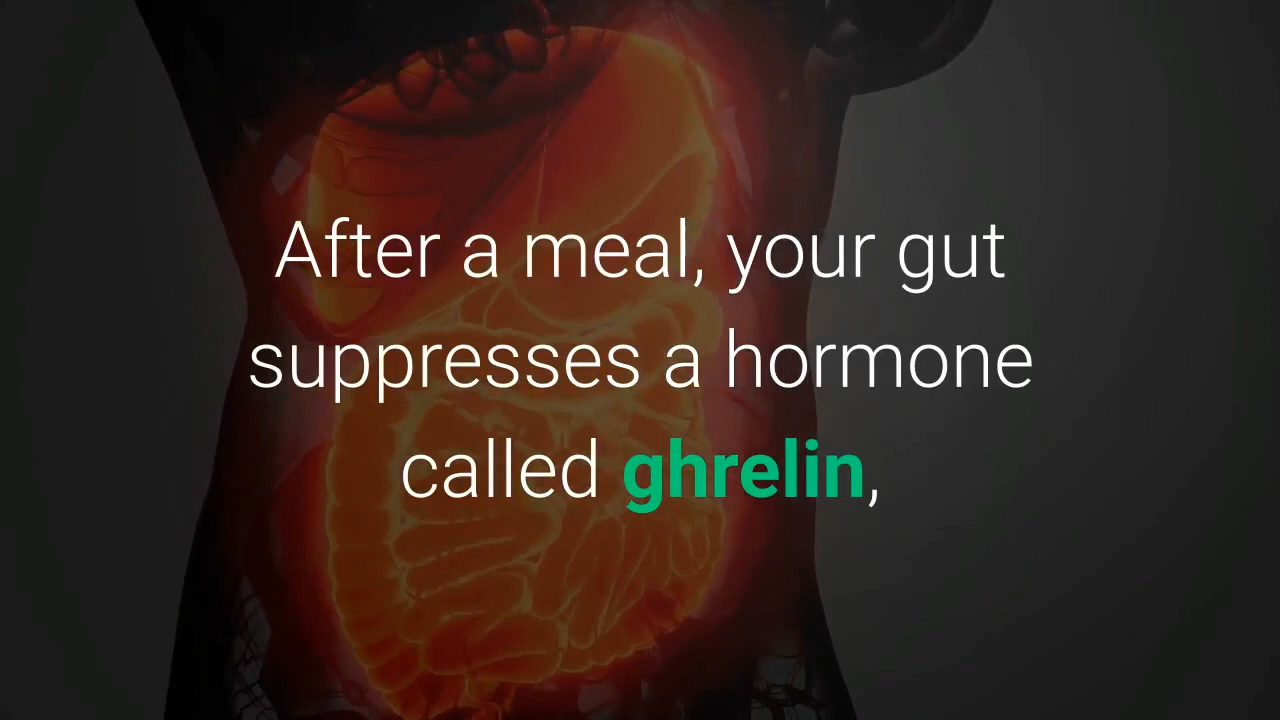 After a meal, your gut
suppresses a hormone
called ghrelin,